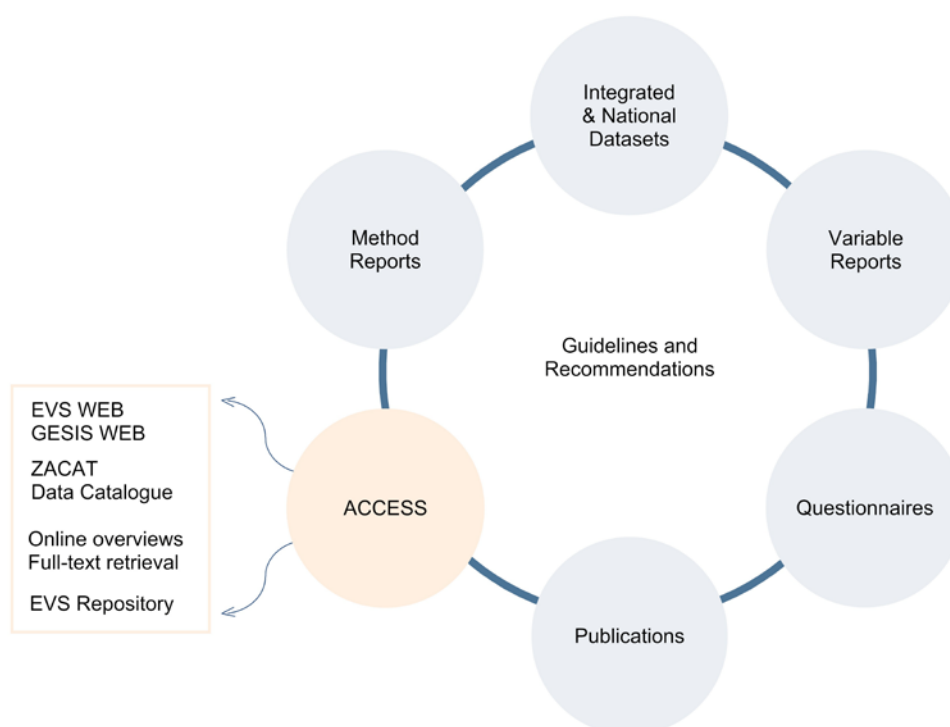 Integrated
& National
Datasets
Method
Reports
Variable
Reports
Guidelines and
Recommendations
EVS WEB
GESIS WEB
ZACAT
Data Catalogue
Online overviews
Full-text retrieval
EVS Repository
ACCESS
Questionnaires
Publications